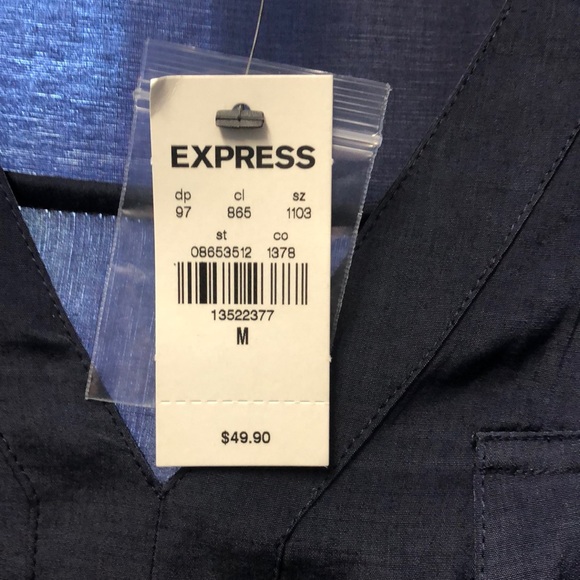 EXPRESS
dp cl sz
97 865 1103
st co
08653512 1378
13522377
M
$49.90